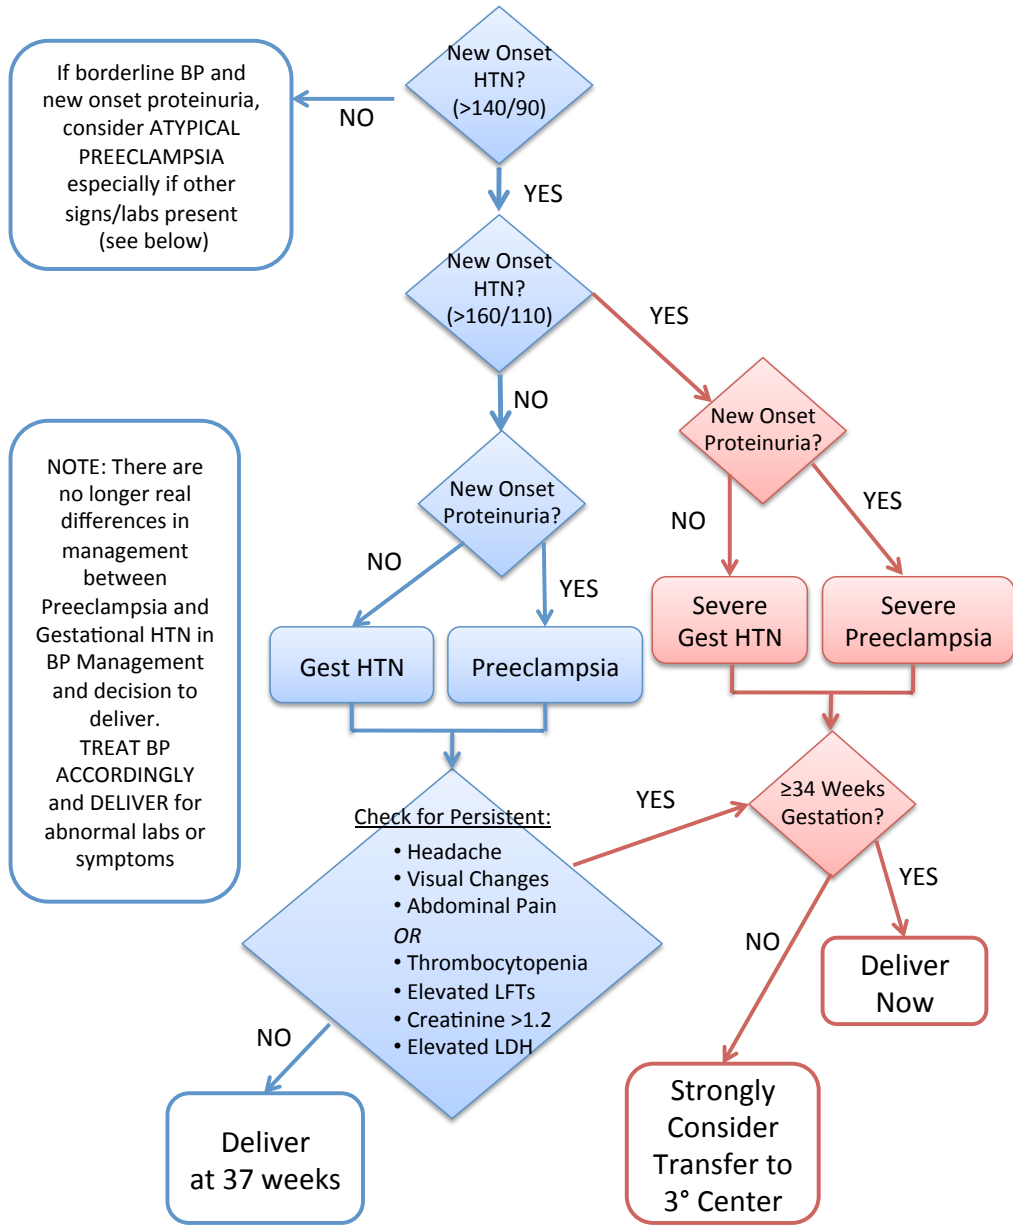 New Onset
HTN?
(>140/90)
NO
If borderline BP and
new onset proteinuria,
consider ATYPICAL
PREECLAMPSIA
especially if other
signs/labs present
(see below)
YES
New Onset
HTN?
(>160/110)
YES
NO
New Onset
Proteinuria?
NO
YES
Severe
Gest HTN
Severe
Preeclampsia
New Onset
Proteinuria?
NO
YES
Gest HTN
Preeclampsia
NOTE: There are
no longer real
differences in
management
between
Preeclampsia and
Gestational HTN in
BP Management
and decision to
deliver.
TREAT BP
ACCORDINGLY
and DELIVER for
abnormal labs or
symptoms
Check for Persistent:
• Headache
• Visual Changes
• Abdominal Pain
OR
• Thrombocytopenia
• Elevated LFTs
• Creatinine >1.2
• Elevated LDH
YES
≥34 Weeks
Gestation?
YES
NO
Deliver
Now
NO
Deliver
at 37 weeks
Strongly
Consider
Transfer to
3° Center